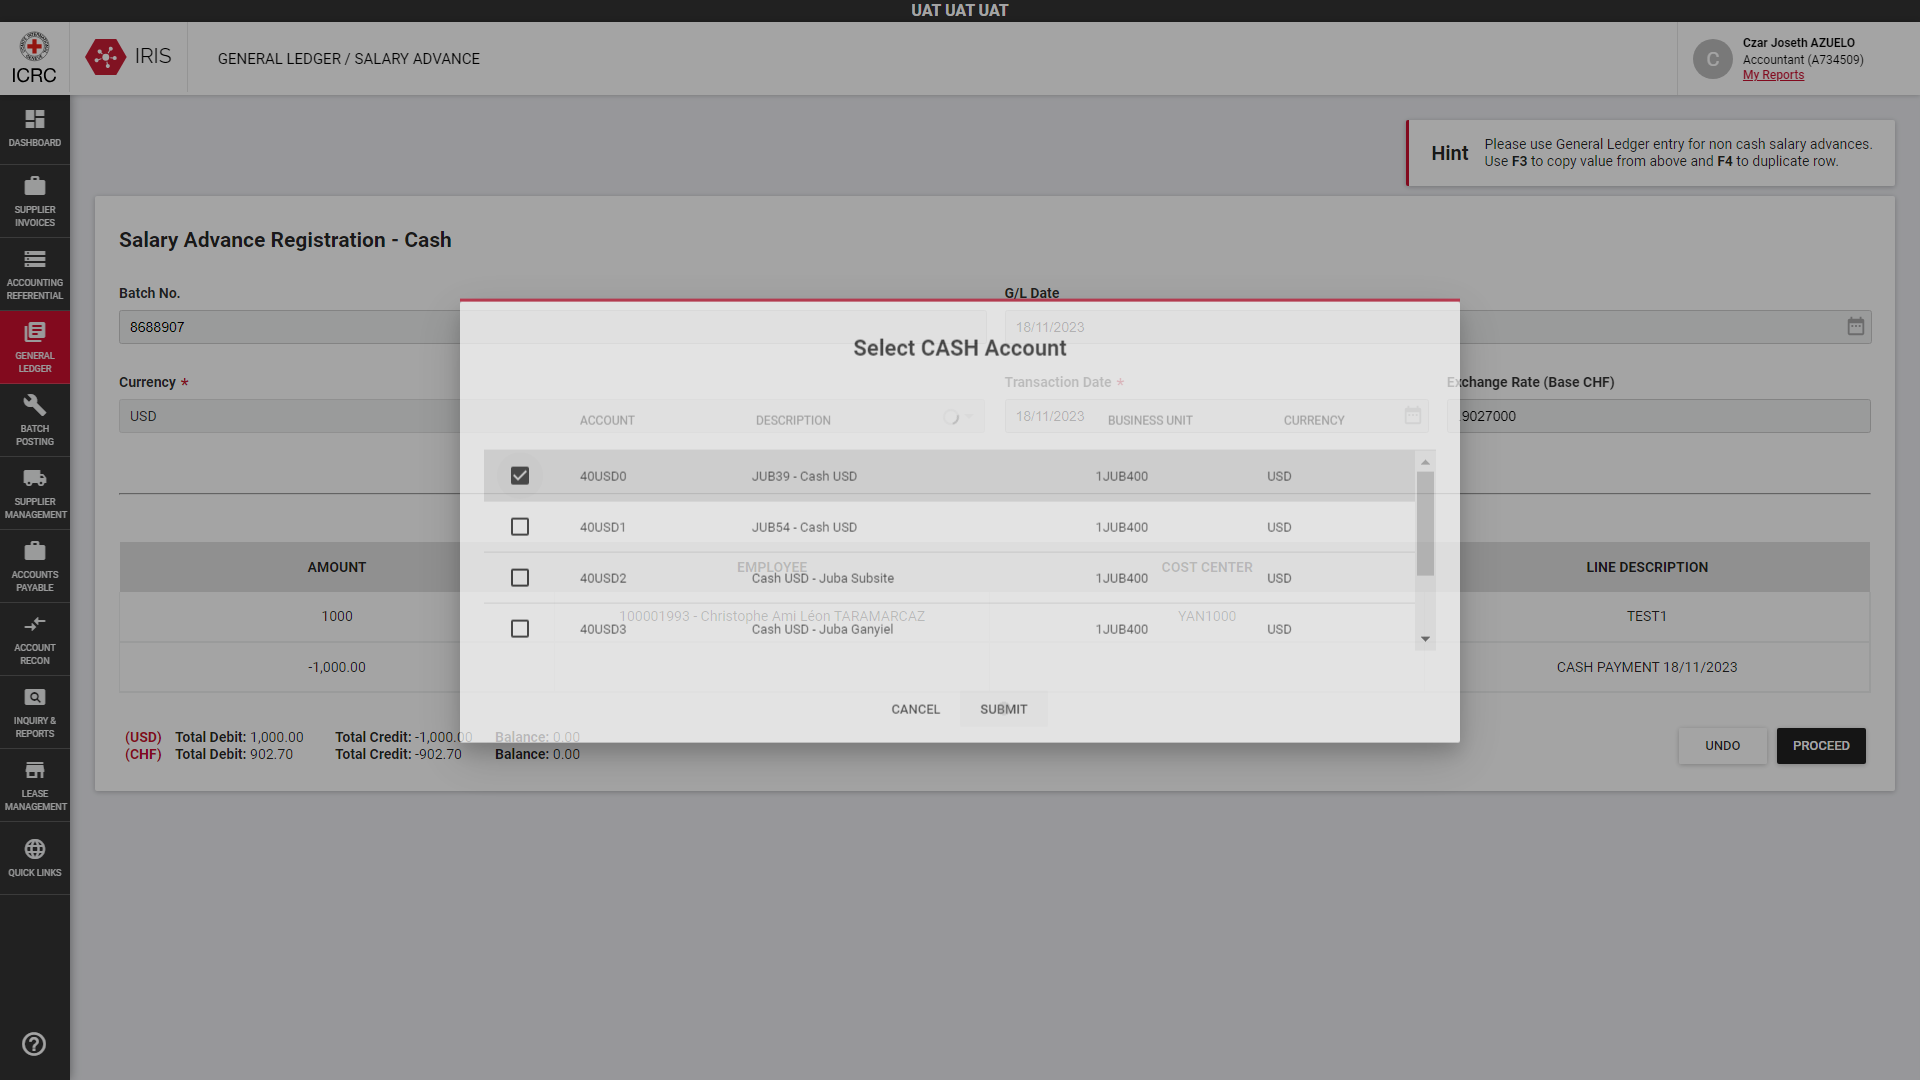 UAT UAT UAT
ICRC
IRIS
GENERAL LEDGER / SALARY ADVANCE
C
Czar Joseth AZUELO
Accountant (A734509)
My Reports
DASHBOARD
SUPPLIER
INVOICES
ACCOUNTING
REFERENTIAL
GENERAL
LEDGER
BATCH
POSTING
SUPPLIER
MANAGEMENT
ACCOUNTS
PAYABLE
ACCOUNT
RECON
INQUIRY &
REPORTS
LEASE
MANAGEMENT
QUICK LINKS
Hint
Please use General Ledger entry for non cash salary advances.
Use F3 to copy value from above and F4 to duplicate row.
Salary Advance Registration - Cash
Batch No.
G/L Date
8688907
18/11/2023
Currency *
Transaction Date *
Exchange Rate (Base CHF)
USD
18/11/2023
9027000
Select CASH Account
ACCOUNT DESCRIPTION BUSINESS UNIT CURRENCY
40USD0 JUB39 - Cash USD 1JUB400 USD
40USD1 JUB54 - Cash USD 1JUB400 USD
40USD2 Cash USD - Juba Subsite 1JUB400 USD
40USD3 Cash USD - Juba Ganyiel 1JUB400 USD
CANCEL SUBMIT
AMOUNT EMPLOYEE COST CENTER LINE DESCRIPTION
1000 100001993 - Christophe Ami Léon TARAMARCAZ YAN1000 TEST1
-1,000.00 CASH PAYMENT 18/11/2023
(USD) Total Debit: 1,000.00 Total Credit: -1,000.00 Balance: 0.00
(CHF) Total Debit: 902.70 Total Credit: -902.70 Balance: 0.00
UNDO PROCEED